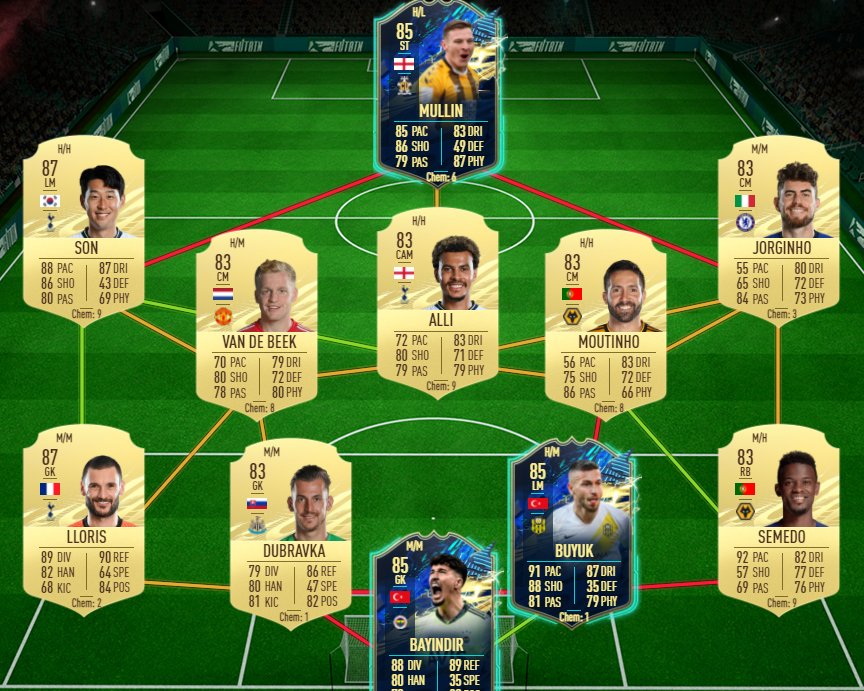 H/L
85
ST
MULLIN
85 PAC 83 DRI
86 SHO 49 DEF
79 PAS 87 PHY
Chem: 6
FUTBIN FUTBIN FUTBIN FUTBIN
H/H
87
LM
SON
88 PAC 87 DRI
86 SHO 43 DEF
80 PAS 69 PHY
Chem: 9
H/M
83
CM
VAN DE BEEK
70 PAC 79 DRI
80 SHO 72 DEF
78 PAS 80 PHY
Chem: 8
H/H
83
CAM
ALLI
72 PAC 83 DRI
80 SHO 71 DEF
79 PAS 79 PHY
Chem: 9
H/H
83
CM
MOUTINHO
56 PAC 83 DRI
75 SHO 72 DEF
86 PAS 66 PHY
Chem: 8
M/M
83
CM
JORGINHO
55 PAC 80 DRI
65 SHO 72 DEF
84 PAS 73 PHY
Chem: 3
M/M
87
GK
LLORIS
89 DIV 90 REF
82 HAN 64 SPE
68 KIC 84 POS
Chem: 2
M/M
83
GK
DUBRAVKA
79 DIV 86 REF
80 HAN 47 SPE
81 KIC 82 POS
Chem: 1
M/M
85
GK
BAYINDIR
88 DIV 89 REF
80 HAN 35 SPE
H/M
85
LM
BUYUK
91 PAC 87 DRI
88 SHO 35 DEF
81 PAS 79 PHY
Chem: 1
M/H
83
RB
SEMEDO
92 PAC 82 DRI
57 SHO 77 DEF
69 PAS 76 PHY
Chem: 9